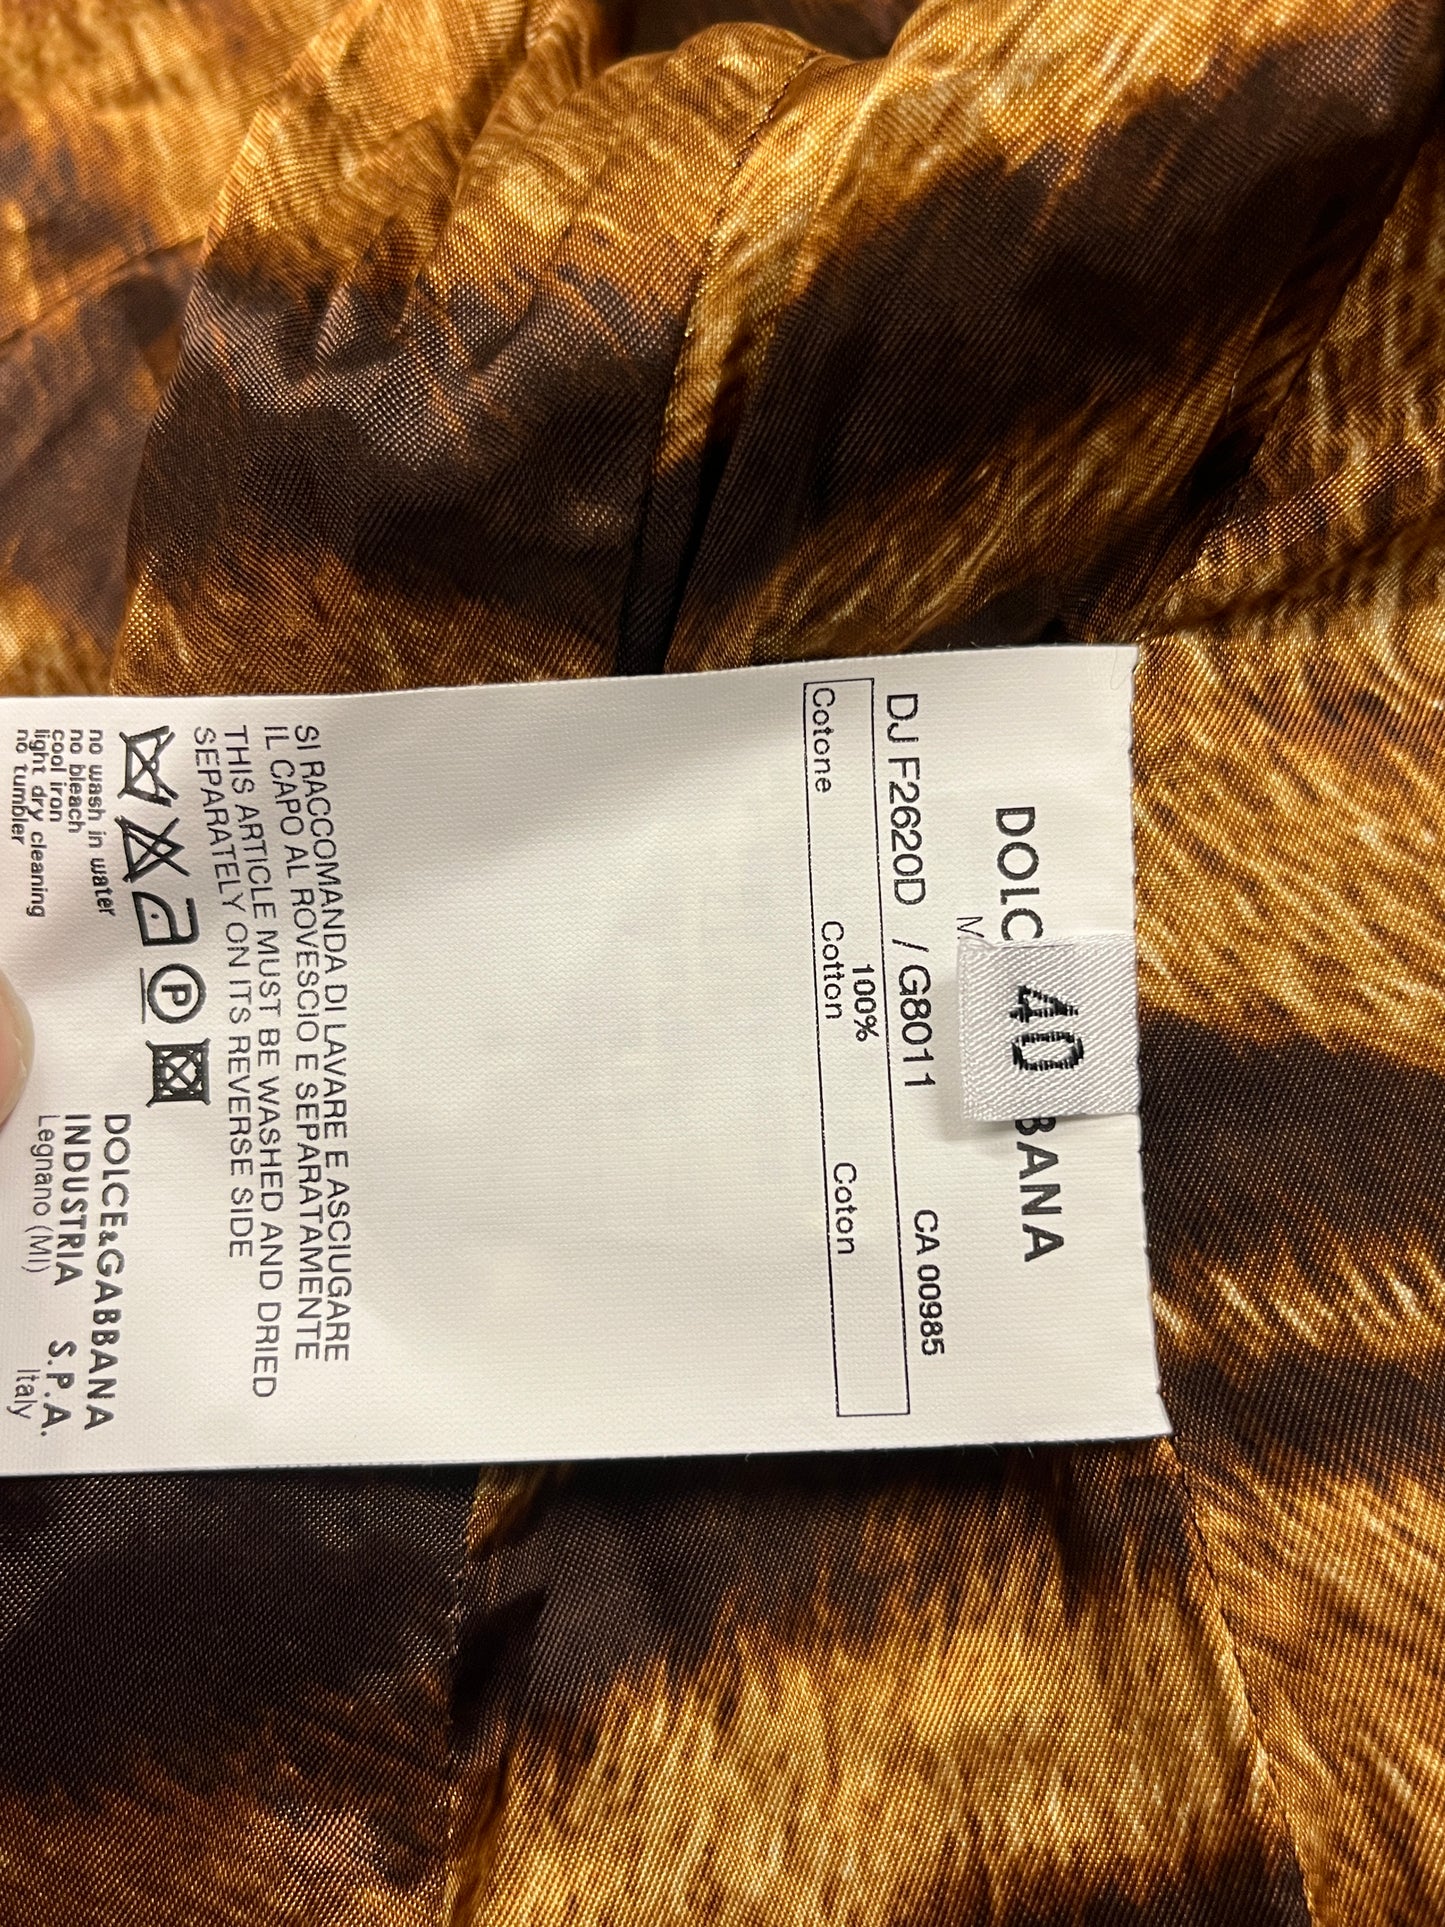 DOLC
BANA
40
DJ F2620D / G8011 CA 00985
100%
Cotone Cotton Coton
SI RACCOMANDA DI LAVARE E ASCIUGARE
IL CAPO AL ROVESCIO E SEPARATAMENTE
THIS ARTICLE MUST BE WASHED AND DRIED
SEPARATELY ON ITS REVERSE SIDE
P
no wash in water
no bleach
cool iron
light dry cleaning
no tumbler
DOLCE&GABBANA
INDUSTRIA S.P.A.
Legnano (MI) Italy